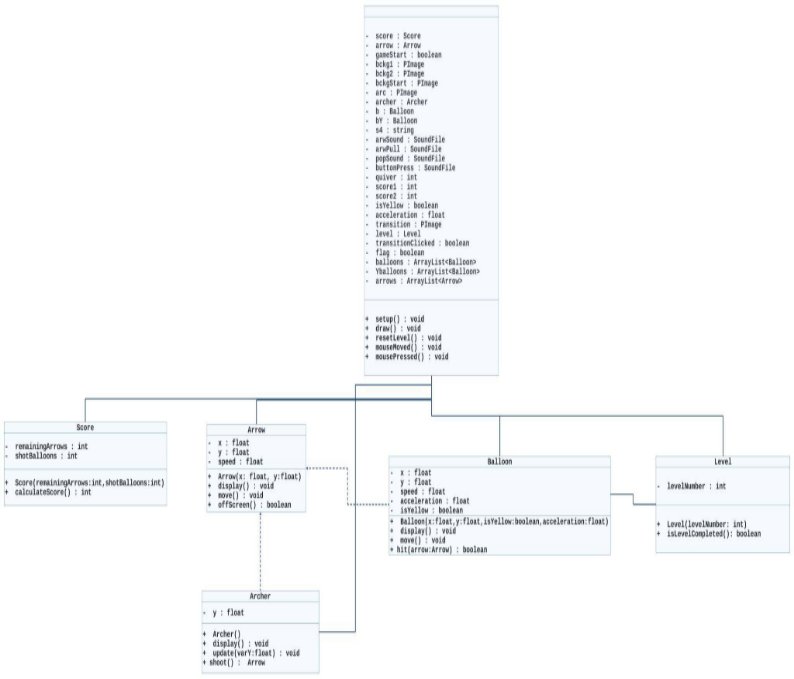 - score : Score
- arrow : Arrow
- gameStart : boolean
- bckg1 : PImage
- bckg2 : PImage
- bckgStart : PImage
- arc : PImage
- archer : Archer
- b : Balloon
- bY : Balloon
- s4 : string
- arwSound : SoundFile
- arwPull : SoundFile
- popSound : SoundFile
- buttonPress : SoundFile
- quiver : int
- score1 : int
- score2 : int
- isYellow : boolean
- acceleration : float
- transition : PImage
- level : Level
- transitionClicked : boolean
- flag : boolean
- balloons : ArrayList<Balloon>
- Yballoons : ArrayList<Balloon>
- arrows : ArrayList<Arrow>
+ setup() : void
+ draw() : void
+ resetLevel() : void
+ mouseMoved() : void
+ mousePressed() : void
Score
- remainingArrows : int
- shotBalloons : int
+ Score(remainingArrows:int,shotBalloons:int)
+ calculateScore() : int
Arrow
- x : float
- y : float
- speed : float
+ Arrow(x: float, y:float)
+ display() : void
+ move() : void
+ offScreen() : boolean
Balloon
- x : float
- y : float
- speed : float
- acceleration : float
- isYellow : boolean
+ Balloon(x:float,y:float,isYellow:boolean,acceleration:float)
+ display() : void
+ move() : void
+ hit(arrow:Arrow) : boolean
Level
- levelNumber : int
+ Level(levelNumber: int)
+ isLevelCompleted(): boolean
Archer
- y : float
+ Archer()
+ display() : void
+ update(varY:float) : void
+ shoot() : Arrow